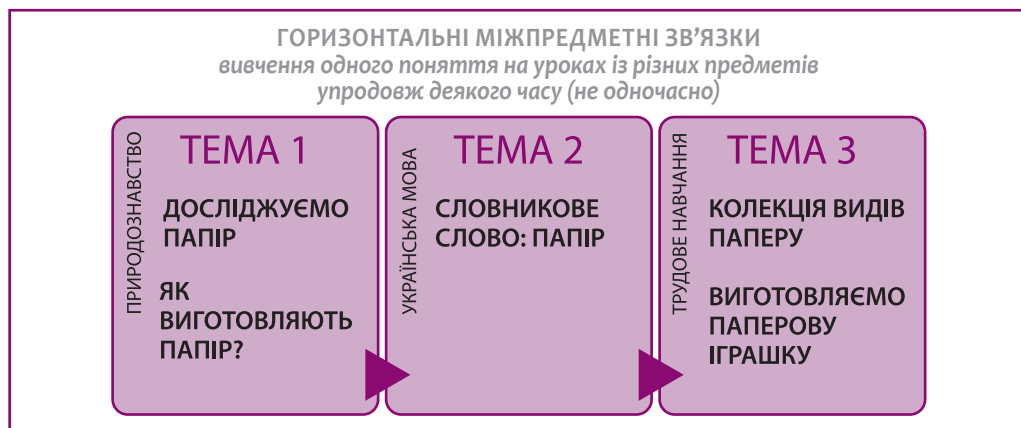 ГОРИЗОНТАЛЬНІ МІЖПРЕДМЕТНІ ЗВ’ЯЗКИ
вивчення одного поняття на уроках із різних предметів
упродовж деякого часу (не одночасно)
ПРИРОДОЗНАВСТВО
ТЕМА 1
ДОСЛІДЖУЄМО
ПАПІР
ЯК
ВИГОТОВЛЯЮТЬ
ПАПІР?
УКРАЇНСЬКА МОВА
ТЕМА 2
СЛОВНИКОВЕ
СЛОВО: ПАПІР
ТРУДОВЕ НАВЧАННЯ
ТЕМА 3
КОЛЕКЦІЯ ВИДІВ
ПАПЕРУ
ВИГОТОВЛЯЄМО
ПАПЕРОВУ
ІГРАШКУ